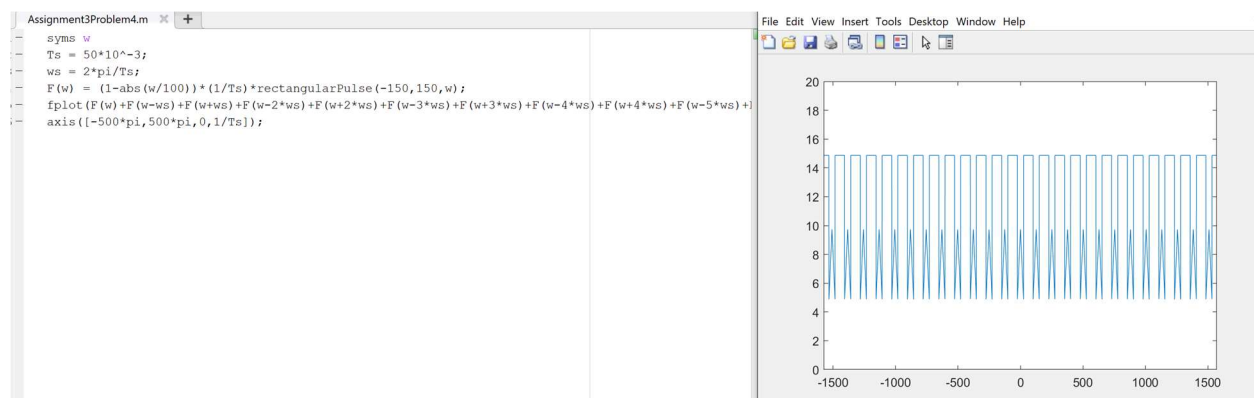 Assignment3Problem4.m
syms w
Ts = 50*10^-3;
ws = 2*pi/Ts;
F(w) = (1-abs(w/100))*(1/Ts)*rectangularPulse(-150,150,w);
fplot(F(w)+F(w-ws)+F(w+ws)+F(w-2*ws)+F(w+2*ws)+F(w-3*ws)+F(w+3*ws)+F(w-4*ws)+F(w+4*ws)+F(w-5*ws)+
axis([-500*pi,500*pi,0,1/Ts]);
File Edit View Insert Tools Desktop Window Help
20
18
16
14
12
10
8
6
4
2
0
-1500 -1000 -500 0 500 1000 1500